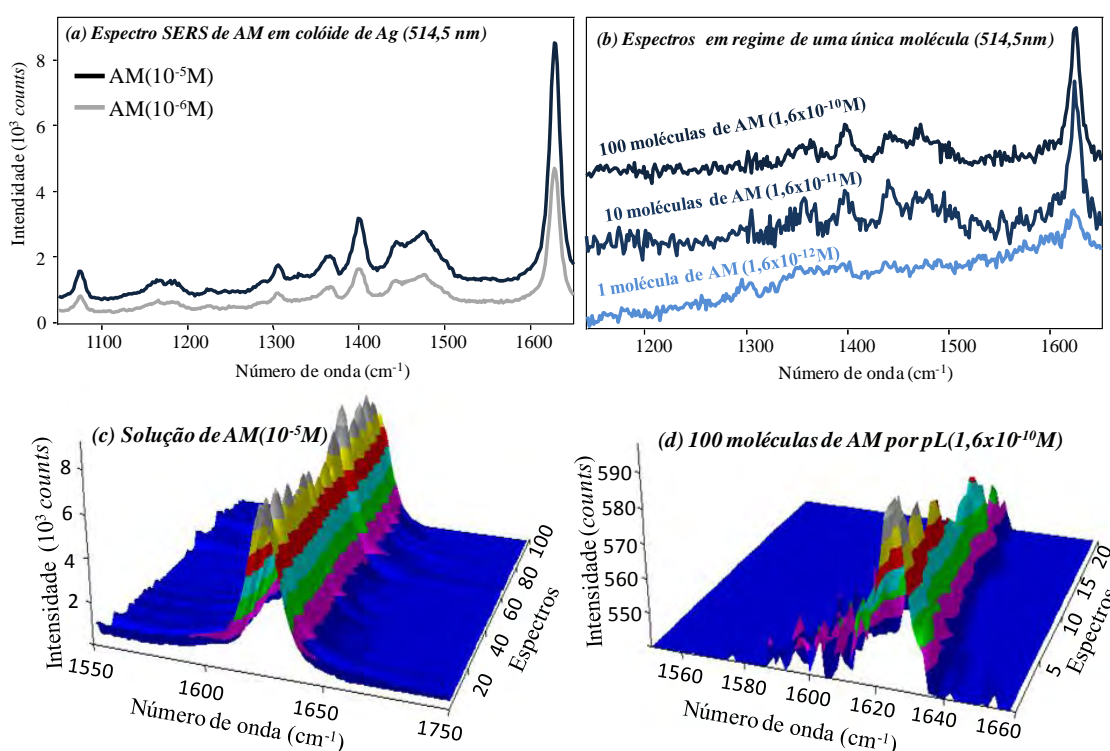 (a) Espectro SERS de AM em colóide de Ag (514,5 nm)
AM(10⁻⁵M)
AM(10⁻⁶M)
Intendidade (10³ counts)
8
6
4
2
0
1100 1200 1300 1400 1500 1600
Número de onda (cm⁻¹)
(b) Espectros em regime de uma única molécula (514,5nm)
100 moléculas de AM (1,6x10⁻¹⁰M)
10 moléculas de AM (1,6x10⁻¹¹M)
1 molécula de AM (1,6x10⁻¹²M)
1200 1300 1400 1500 1600
Número de onda (cm⁻¹)
(c) Solução de AM(10⁻⁵M)
Intensidade (10³ counts)
8
6
4
2
1550 1600 1650 1750
Número de onda (cm⁻¹)
20 40 60 80 100
Espectros
(d) 100 moléculas de AM por pL(1,6x10⁻¹⁰M)
Intensidade (counts)
590
580
570
560
550
1560 1580 1600 1620 1640 1660
Número de onda (cm⁻¹)
5 10 15 20
Espectros